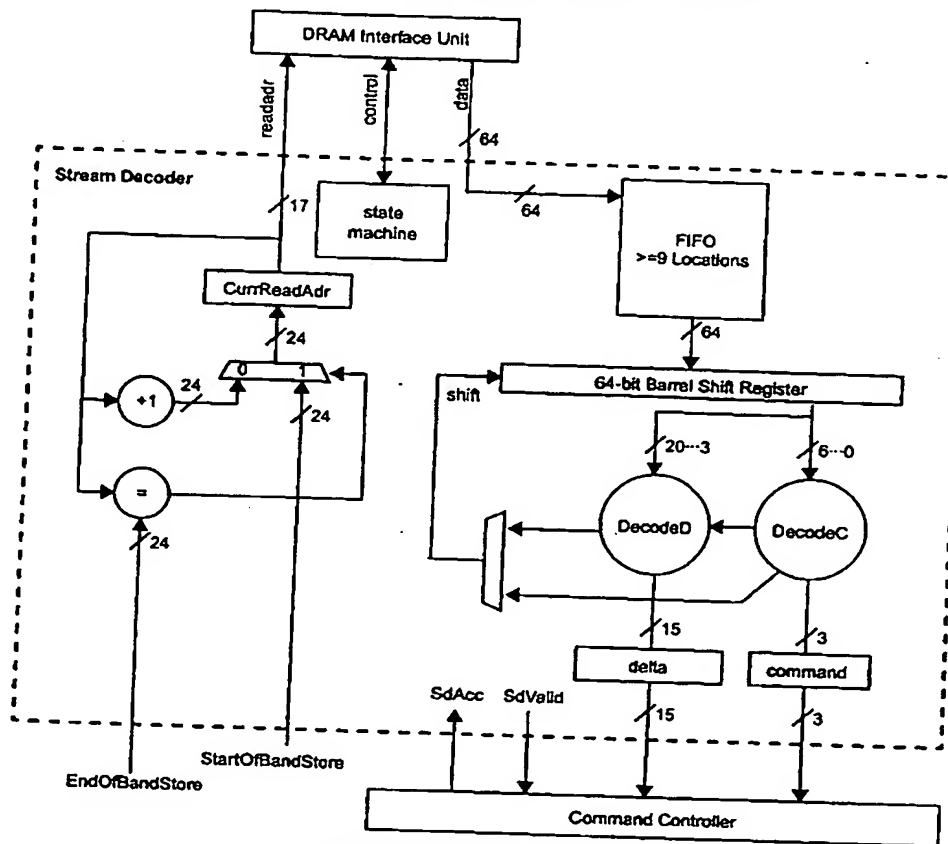 DRAM Interface Unit
readadr
control
data
64
Stream Decoder
17
state
machine
64
FIFO
>=9 Locations
CurrReadAdr
24
64
0 1
24
+1
24
shift
64-bit Barrel Shift Register
20---3
6---0
=
24
DecodeD
DecodeC
15
3
delta
command
SdAcc
SdValid
15
3
StartOfBandStore
EndOfBandStore
Command Controller